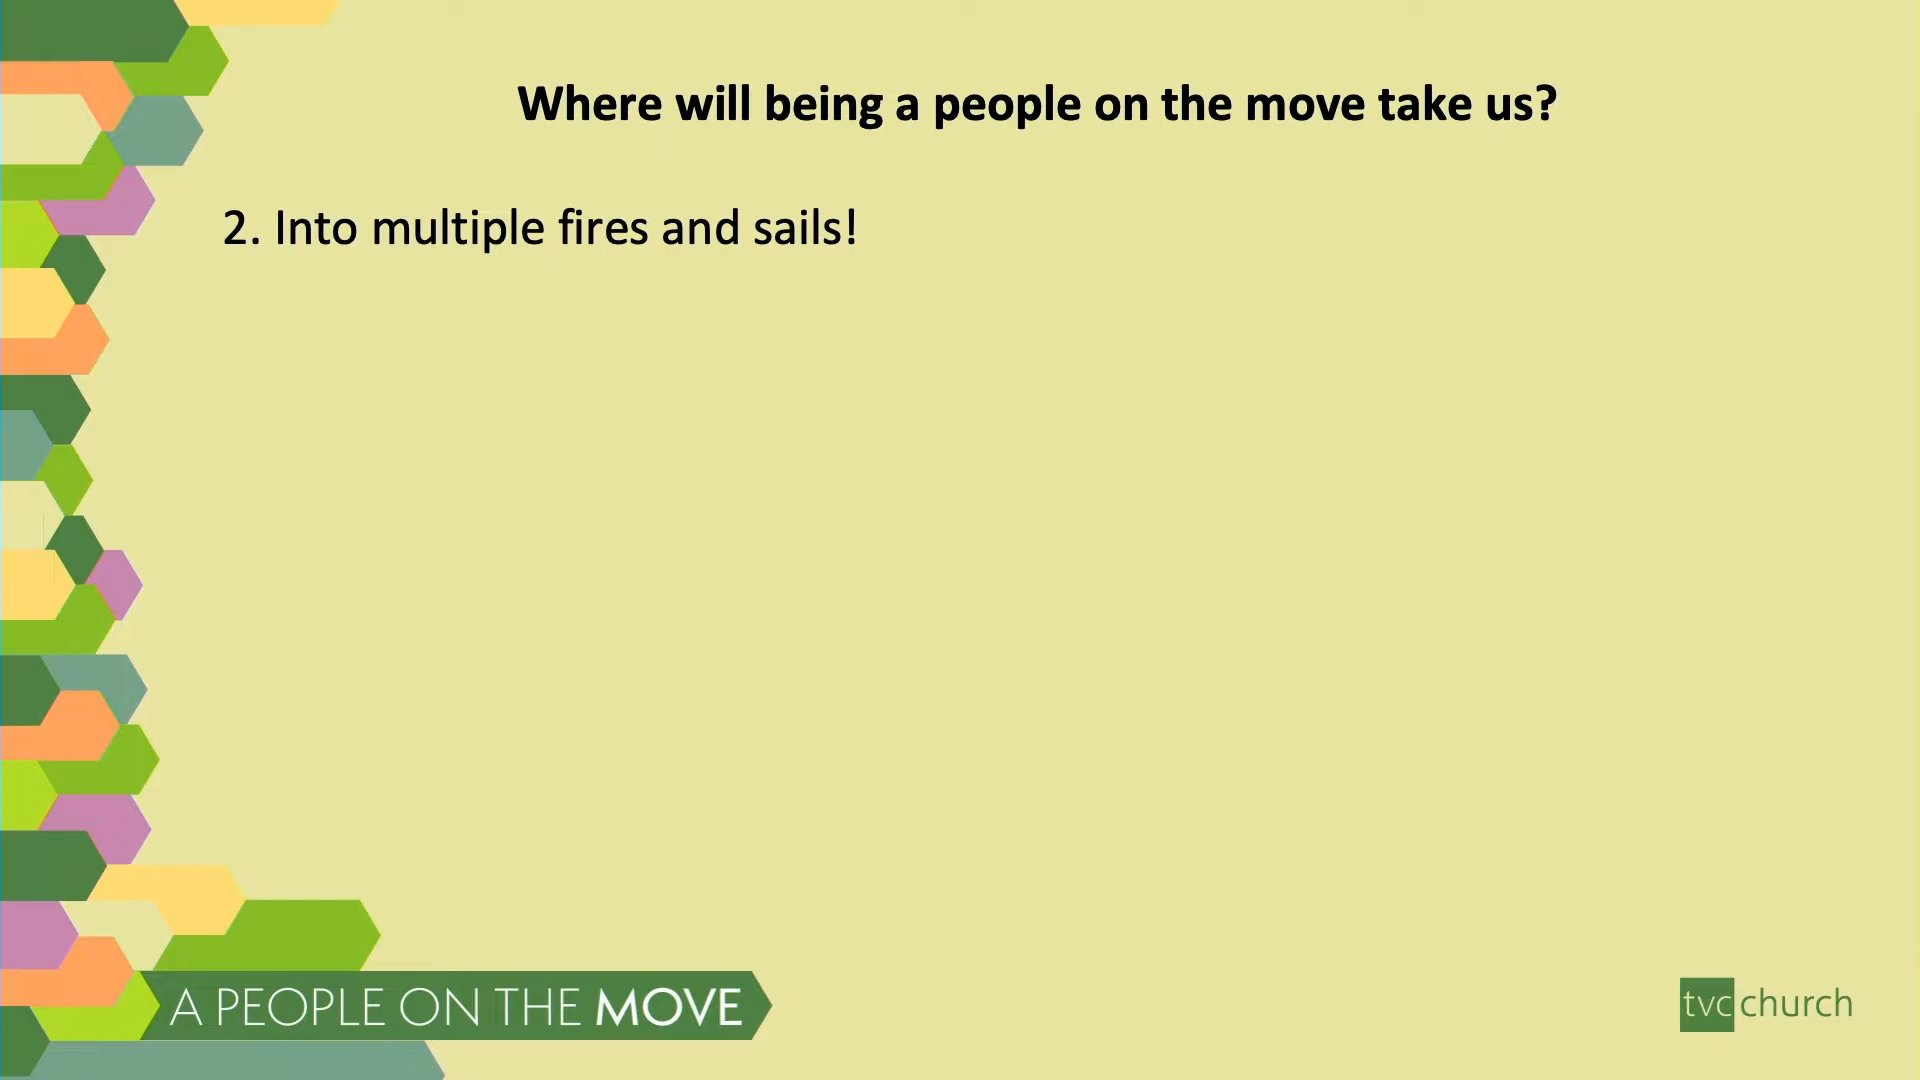 Where will being a people on the move take us?
2. Into multiple fires and sails!
A PEOPLE ON THE MOVE
tvc church